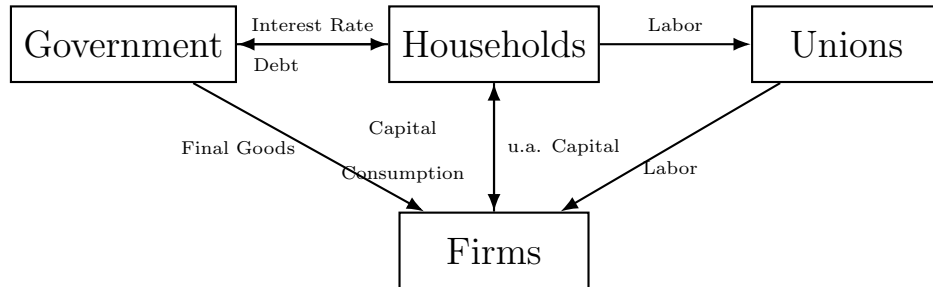 Interest Rate
Labor
Government
Households
Unions
Debt
Capital
Final Goods
u.a. Capital
Consumption
Labor
Firms